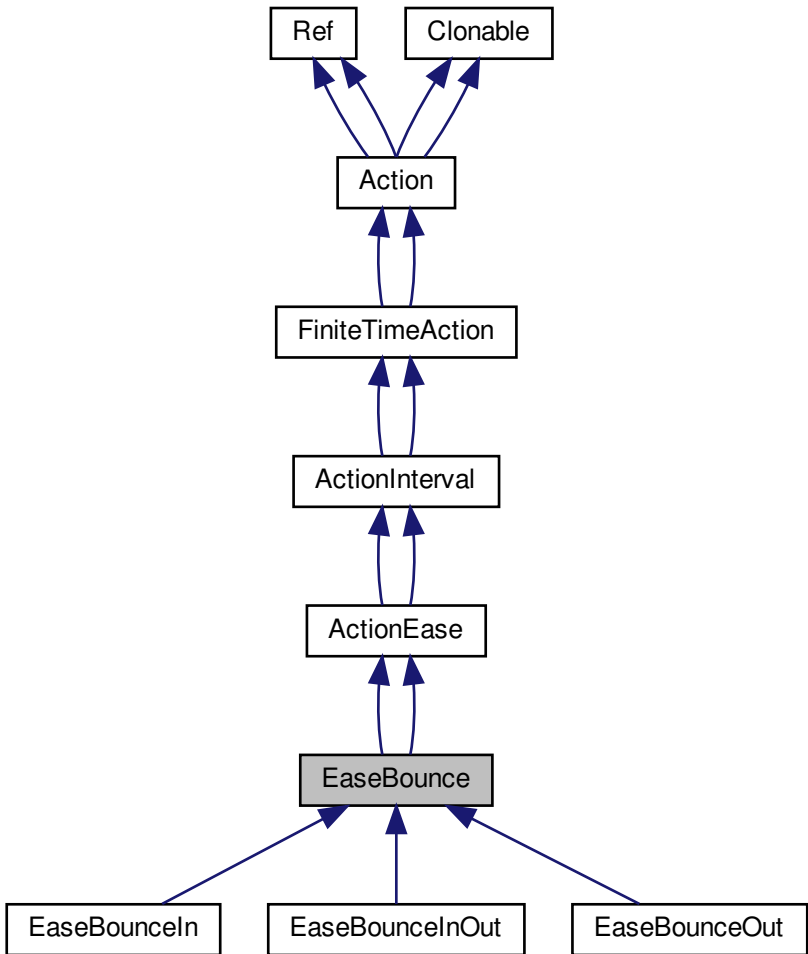 Ref
Clonable
Action
FiniteTimeAction
ActionInterval
ActionEase
EaseBounce
EaseBounceIn
EaseBounceInOut
EaseBounceOut